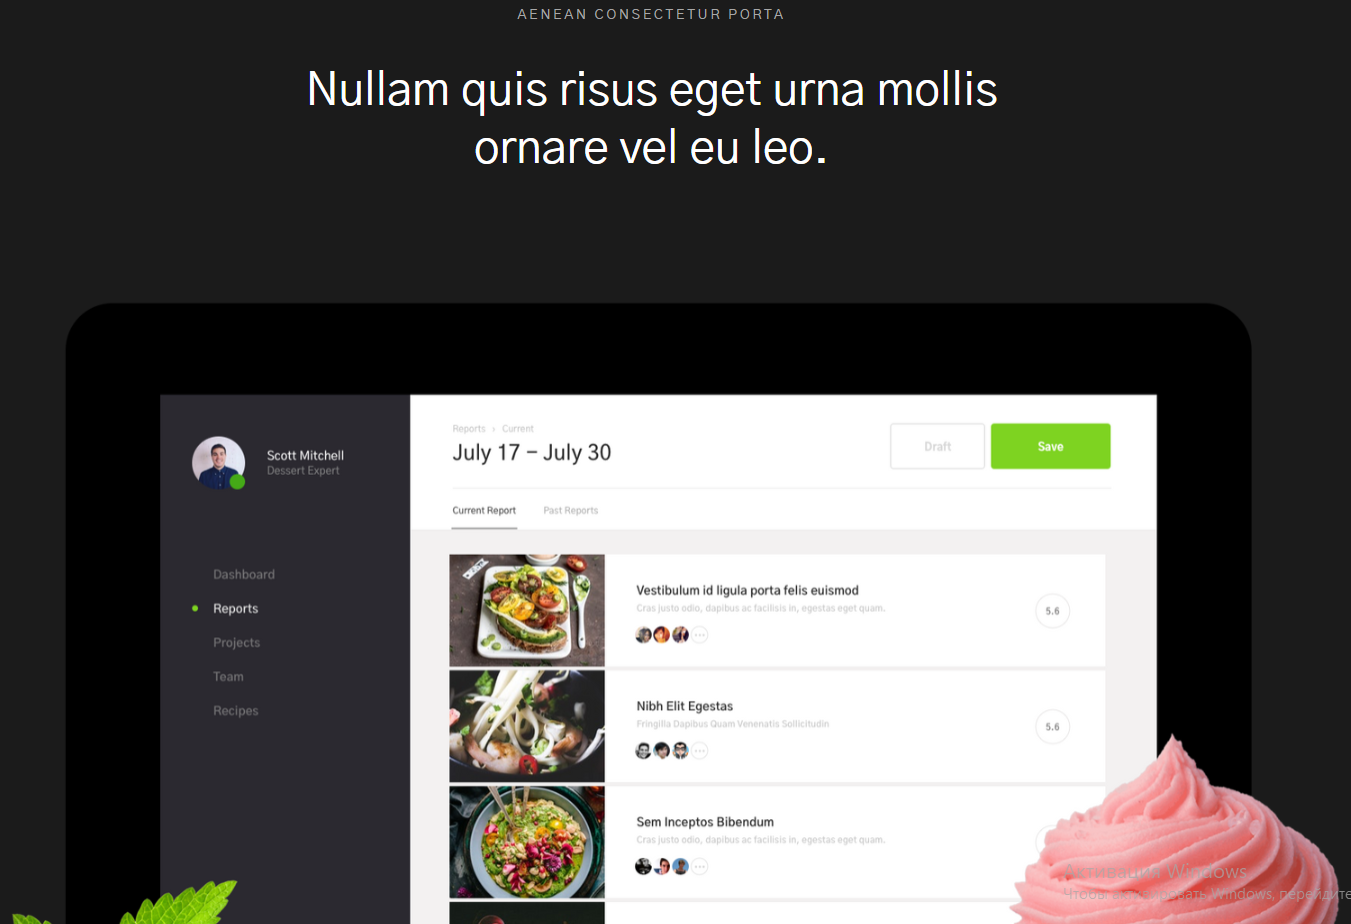 AENEAN CONSECTETUR PORTA
Nullam quis risus eget urna mollis
ornare vel eu leo.
Scott Mitchell
Dessert Expert
Dashboard
Reports
Projects
Team
Recipes
Reports › Current
July 17 – July 30
Draft
Save
Current Report
Past Reports
Vestibulum id ligula porta felis euismod
Cras justo odio, dapibus ac facilisis in, egestas eget quam.
5.6
Nibh Elit Egestas
Fringilla Dapibus Quam Venenatis Sollicitudin
5.6
Sem Inceptos Bibendum
Cras justo odio, dapibus ac facilisis in, egestas eget quam.
Активация Windows
Чтобы активировать Windows, перейдите